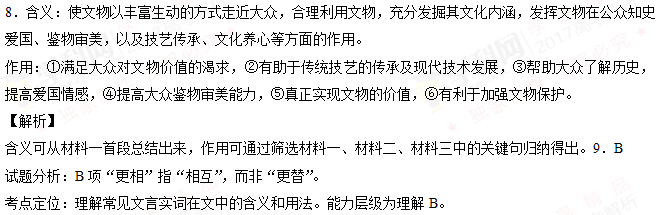 8．含义：使文物以丰富生动的方式走近大众，合理利用文物，充分发掘其文化内涵，发挥文物在公众知史
爱国、鉴物审美，以及技艺传承、文化养心等方面的作用。
作用：①满足大众对文物价值的渴求，②有助于传统技艺的传承及现代技术发展，③帮助大众了解历史，
提高爱国情感，④提高大众鉴物审美能力，⑤真正实现文物的价值，⑥有利于加强文物保护。
【解析】
含义可从材料一首段总结出来，作用可通过筛选材料一、材料二、材料三中的关键句归纳得出。9．B
试题分析：B 项“更相”指“相互”，而非“更替”。
考点定位：理解常见文言实词在文中的含义和用法。能力层级为理解 B。